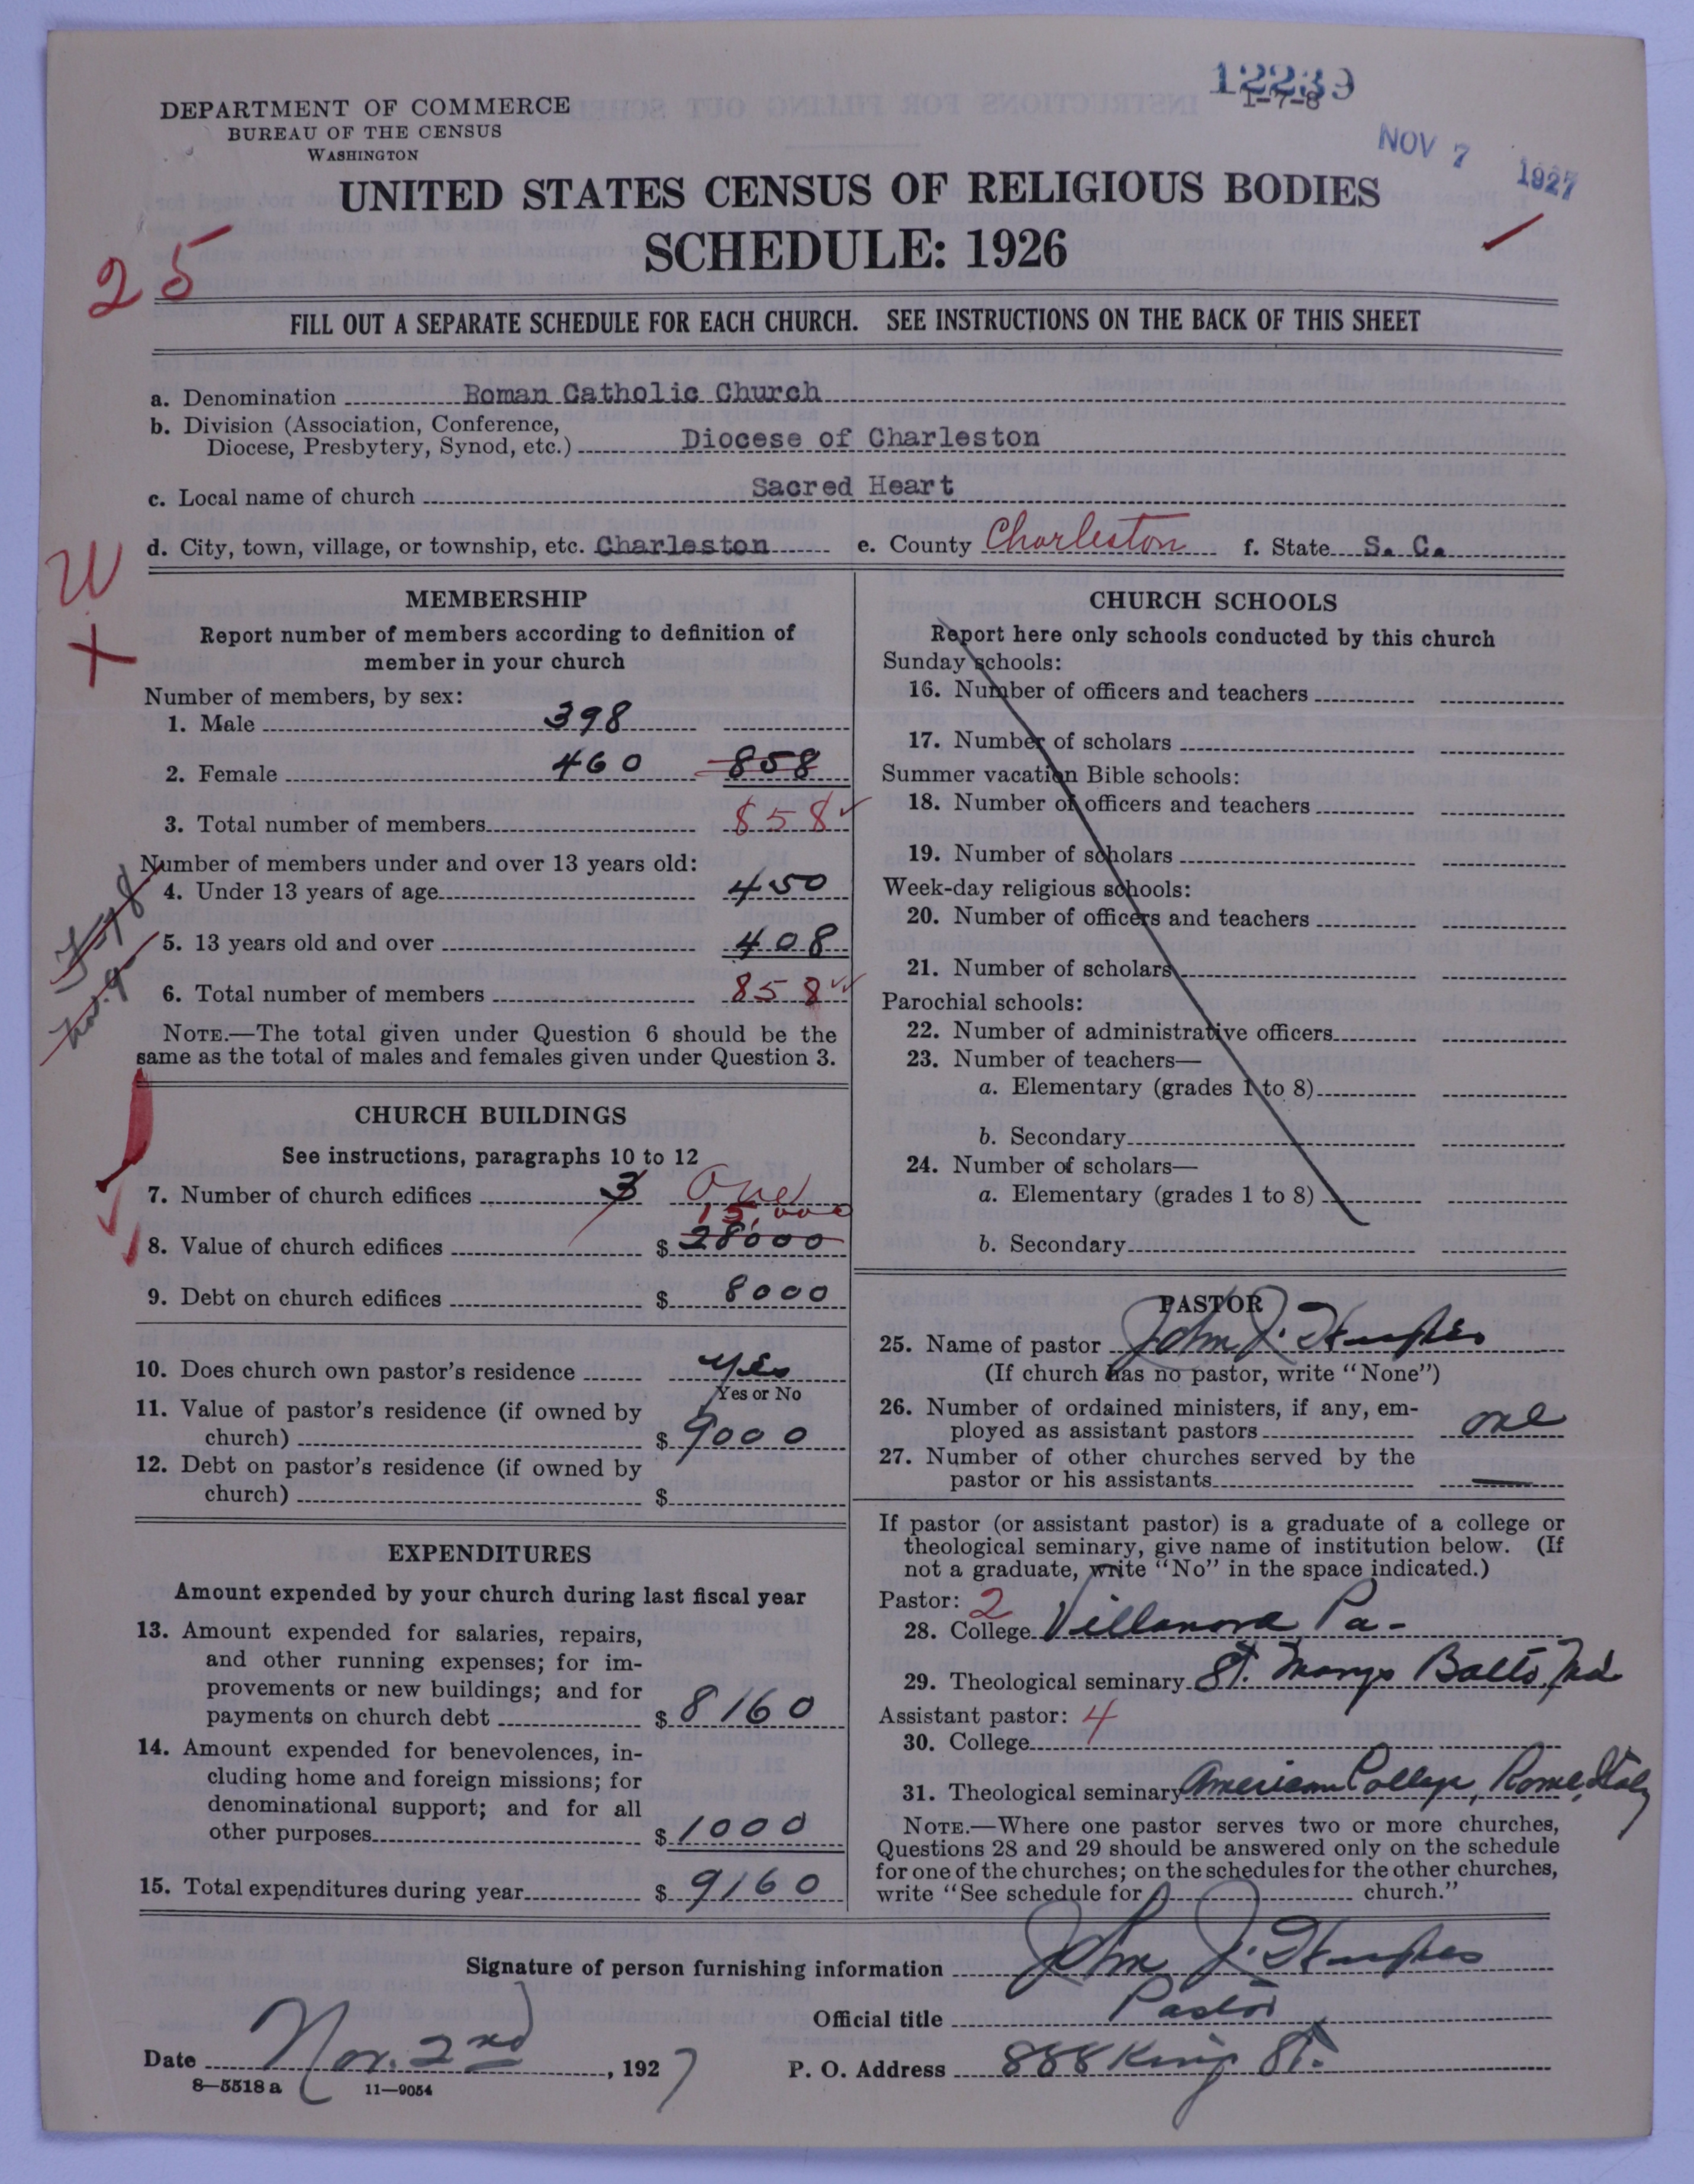 12239
1-7-8
NOV 7 1927
DEPARTMENT OF COMMERCE
BUREAU OF THE CENSUS
WASHINGTON
UNITED STATES CENSUS OF RELIGIOUS BODIES
SCHEDULE: 1926
25
FILL OUT A SEPARATE SCHEDULE FOR EACH CHURCH. SEE INSTRUCTIONS ON THE BACK OF THIS SHEET
a. Denomination Roman Catholic Church
b. Division (Association, Conference,
Diocese, Presbytery, Synod, etc.) Diocese of Charleston
c. Local name of church Sacred Heart
d. City, town, village, or township, etc. Charleston e. County Charleston f. State S. C.
W
X
MEMBERSHIP
Report number of members according to definition of
member in your church
Number of members, by sex:
1. Male 398
2. Female 460 858
3. Total number of members 858
Number of members under and over 13 years old:
4. Under 13 years of age 450
5. 13 years old and over 408
6. Total number of members 858
NOTE.—The total given under Question 6 should be the
same as the total of males and females given under Question 3.
CHURCH BUILDINGS
See instructions, paragraphs 10 to 12
7. Number of church edifices 3 One
15,000
8. Value of church edifices $ 28000
9. Debt on church edifices $ 8000
10. Does church own pastor's residence yes
Yes or No
11. Value of pastor's residence (if owned by
church) $ 9000
12. Debt on pastor's residence (if owned by
church) $
EXPENDITURES
Amount expended by your church during last fiscal year
13. Amount expended for salaries, repairs,
and other running expenses; for im-
provements or new buildings; and for
payments on church debt $ 8160
14. Amount expended for benevolences, in-
cluding home and foreign missions; for
denominational support; and for all
other purposes $ 1000
15. Total expenditures during year $ 9160
CHURCH SCHOOLS
Report here only schools conducted by this church
Sunday schools:
16. Number of officers and teachers
17. Number of scholars
Summer vacation Bible schools:
18. Number of officers and teachers
19. Number of scholars
Week-day religious schools:
20. Number of officers and teachers
21. Number of scholars
Parochial schools:
22. Number of administrative officers
23. Number of teachers—
a. Elementary (grades 1 to 8)
b. Secondary
24. Number of scholars—
a. Elementary (grades 1 to 8)
b. Secondary
PASTOR
25. Name of pastor John J. Hughes
(If church has no pastor, write "None")
26. Number of ordained ministers, if any, em-
ployed as assistant pastors one
27. Number of other churches served by the
pastor or his assistants —
If pastor (or assistant pastor) is a graduate of a college or
theological seminary, give name of institution below. (If
not a graduate, write "No" in the space indicated.)
Pastor: 2
28. College Villanova Pa-
29. Theological seminary St. Marys Balto Md
Assistant pastor: 4
30. College
31. Theological seminary American College, Rome, Italy
NOTE.—Where one pastor serves two or more churches,
Questions 28 and 29 should be answered only on the schedule
for one of the churches; on the schedules for the other churches,
write "See schedule for church."
Signature of person furnishing information John J. Hughes
Official title Pastor
Date Nov. 2nd, 1927 P. O. Address 888 King St.
8—5518 a 11—9054